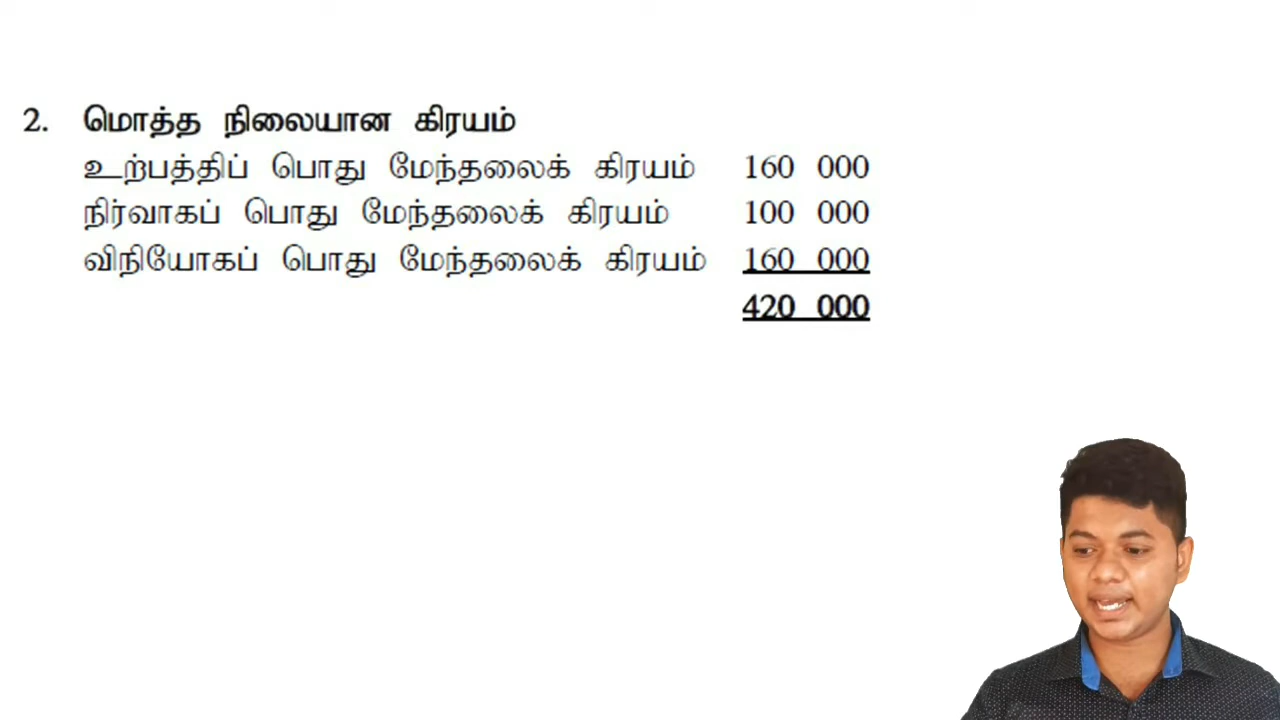 2. மொத்த நிலையான கிரயம்
உற்பத்திப் பொது மேந்தலைக் கிரயம் 160 000
நிர்வாகப் பொது மேந்தலைக் கிரயம் 100 000
விநியோகப் பொது மேந்தலைக் கிரயம் 160 000
420 000